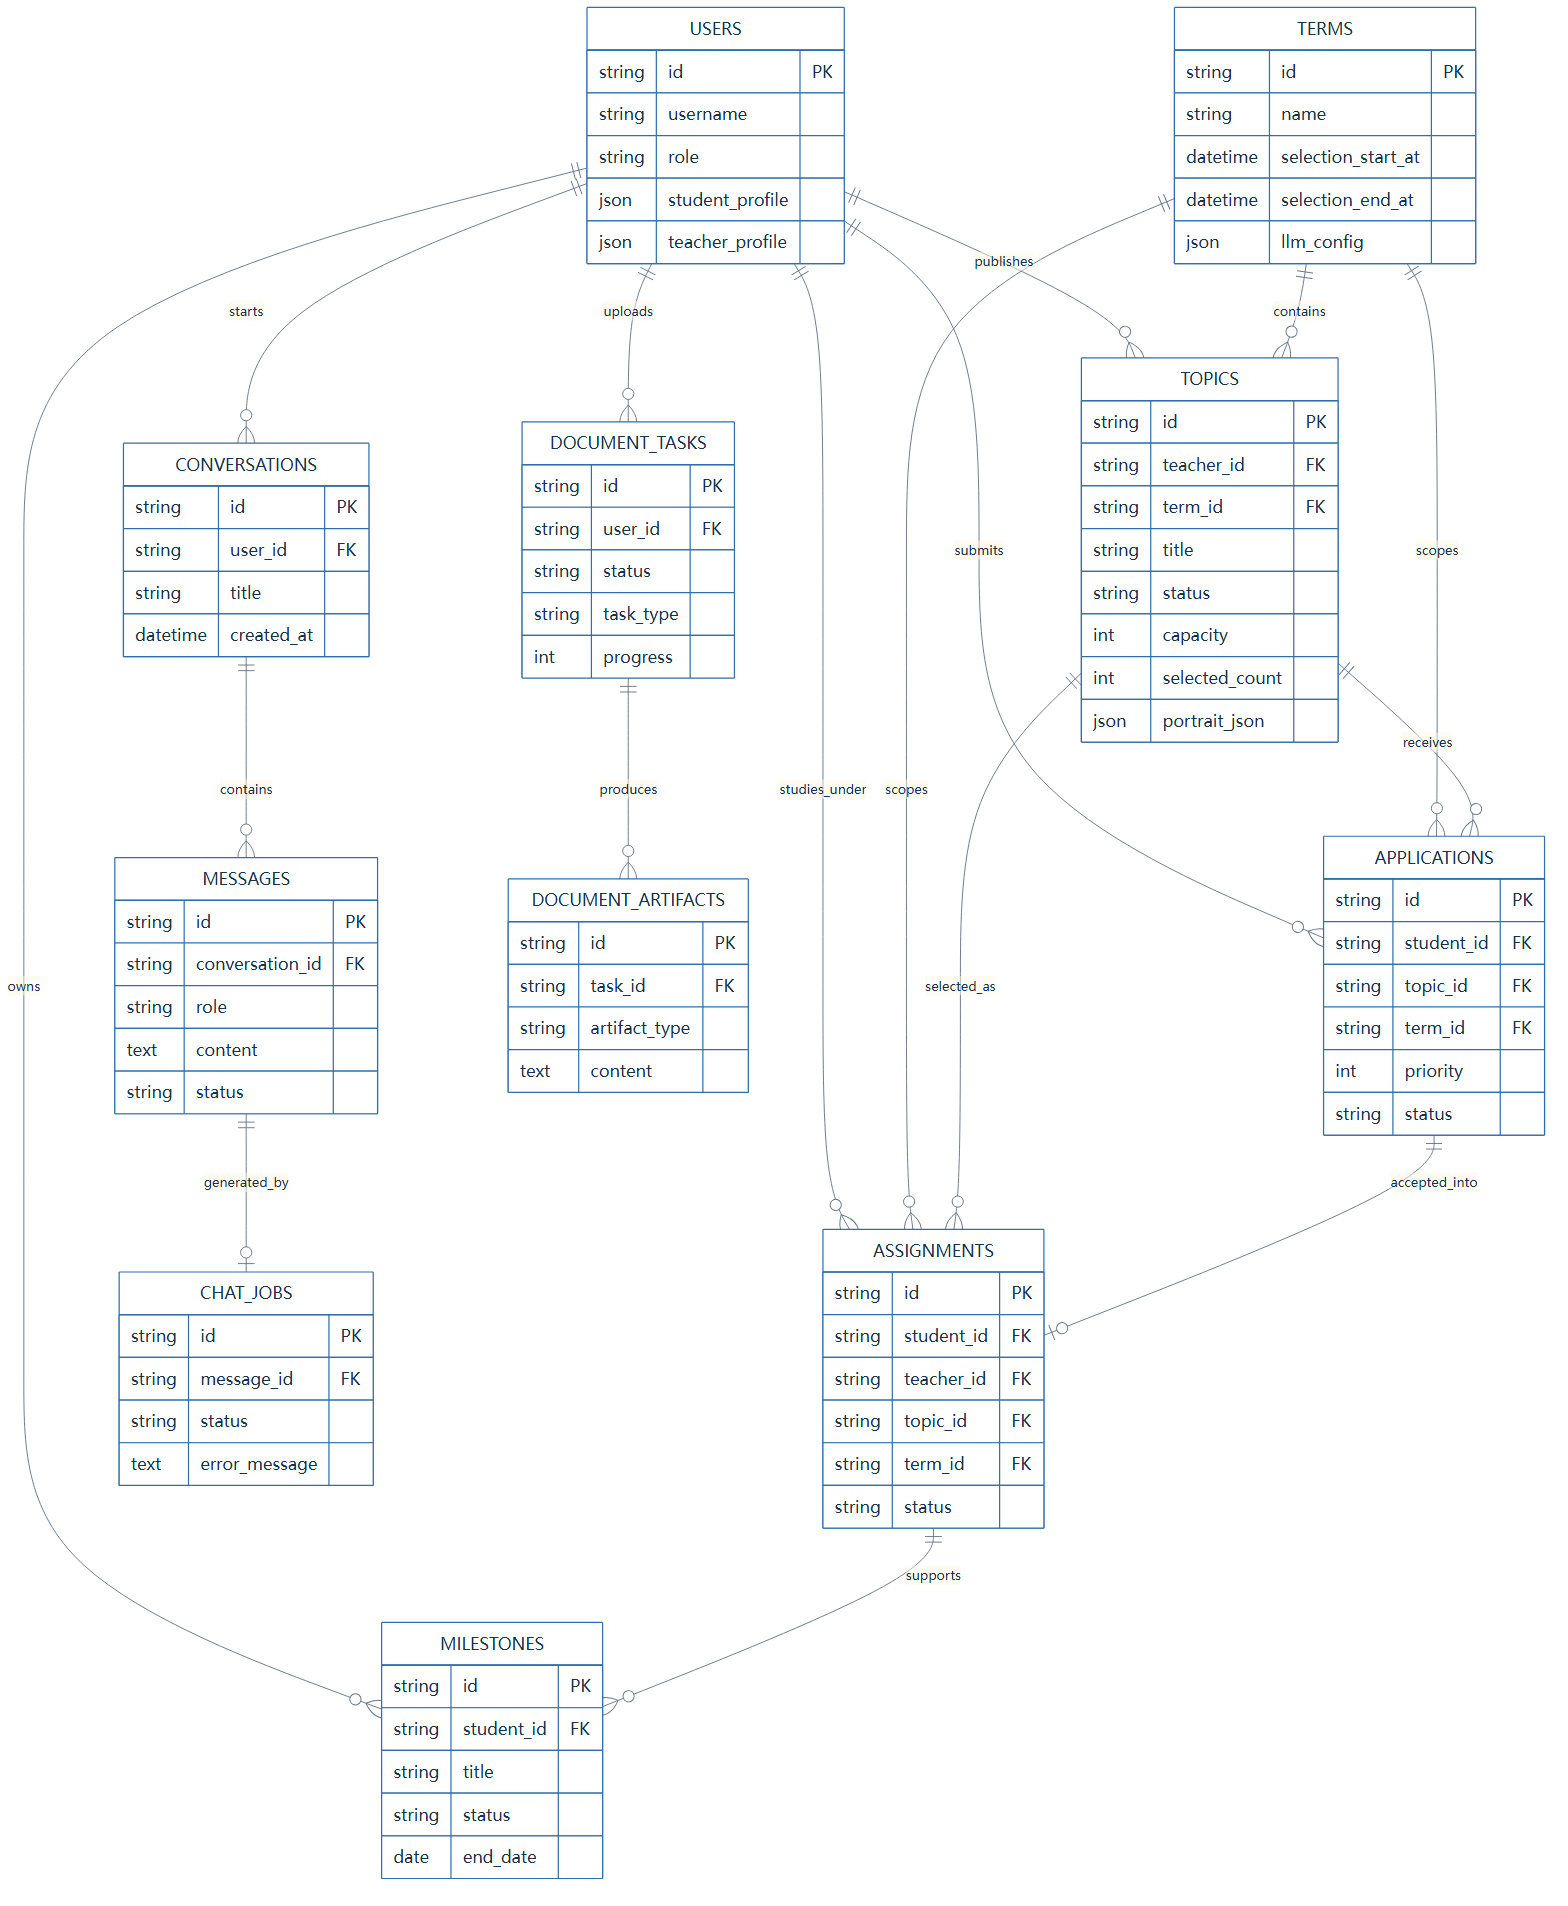 USERS
string id PK
string username
string role
json student_profile
json teacher_profile
TERMS
string id PK
string name
datetime selection_start_at
datetime selection_end_at
json llm_config
publishes
starts
uploads
contains
TOPICS
string id PK
string teacher_id FK
string term_id FK
string title
string status
int capacity
int selected_count
json portrait_json
CONVERSATIONS
string id PK
string user_id FK
string title
datetime created_at
DOCUMENT_TASKS
string id PK
string user_id FK
string status
string task_type
int progress
submits
scopes
receives
contains
produces
studies_under
scopes
MESSAGES
string id PK
string conversation_id FK
string role
text content
string status
DOCUMENT_ARTIFACTS
string id PK
string task_id FK
string artifact_type
text content
APPLICATIONS
string id PK
string student_id FK
string topic_id FK
string term_id FK
int priority
string status
owns
selected_as
generated_by
accepted_into
CHAT_JOBS
string id PK
string message_id FK
string status
text error_message
ASSIGNMENTS
string id PK
string student_id FK
string teacher_id FK
string topic_id FK
string term_id FK
string status
supports
MILESTONES
string id PK
string student_id FK
string title
string status
date end_date